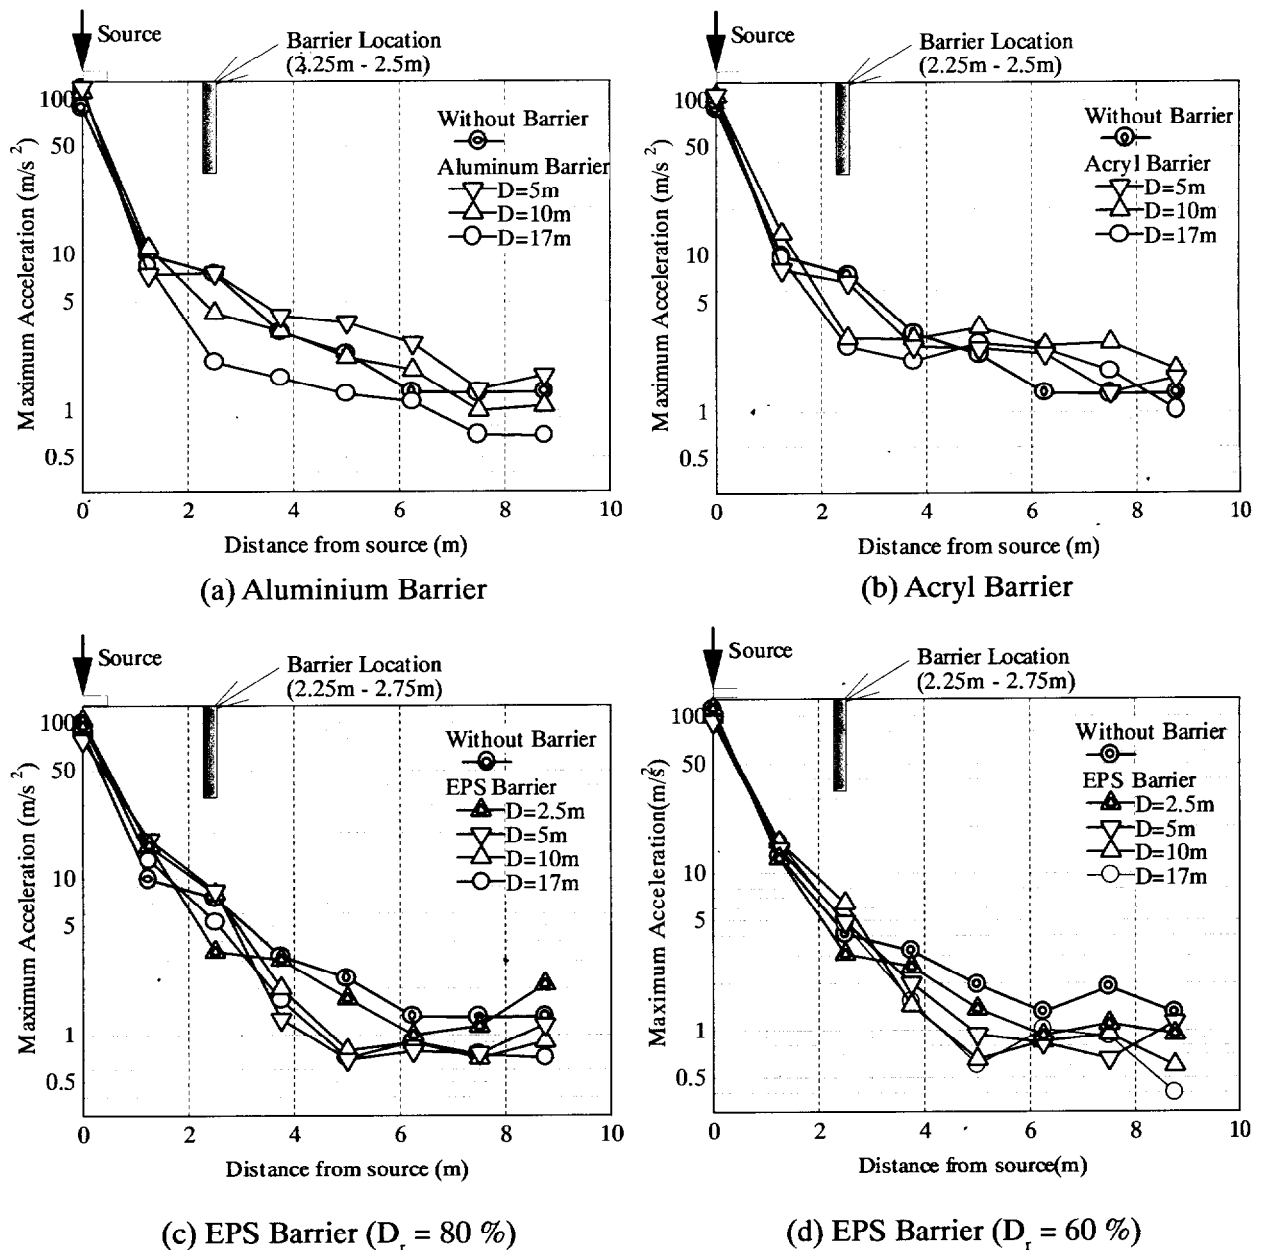 Source
Barrier Location
(2.25m - 2.5m)
100
50
10
5
1
0.5
Maximum Acceleration (m/s²)
Without Barrier
Aluminum Barrier
D=5m
D=10m
D=17m
0 2 4 6 8 10
Distance from source (m)
(a) Aluminium Barrier
Source
Barrier Location
(2.25m - 2.5m)
100
50
10
5
1
0.5
Maximum Acceleration (m/s²)
Without Barrier
Acryl Barrier
D=5m
D=10m
D=17m
0 2 4 6 8 10
Distance from source (m)
(b) Acryl Barrier
Source
Barrier Location
(2.25m - 2.75m)
100
50
10
5
1
0.5
Maximum Acceleration (m/s²)
Without Barrier
EPS Barrier
D=2.5m
D=5m
D=10m
D=17m
0 2 4 6 8 10
Distance from source (m)
(c) EPS Barrier (Dr = 80 %)
Source
Barrier Location
(2.25m - 2.75m)
100
50
10
5
1
0.5
Maximum Acceleration(m/s²)
Without Barrier
EPS Barrier
D=2.5m
D=5m
D=10m
D=17m
0 2 4 6 8 10
Distance from source(m)
(d) EPS Barrier (Dr = 60 %)